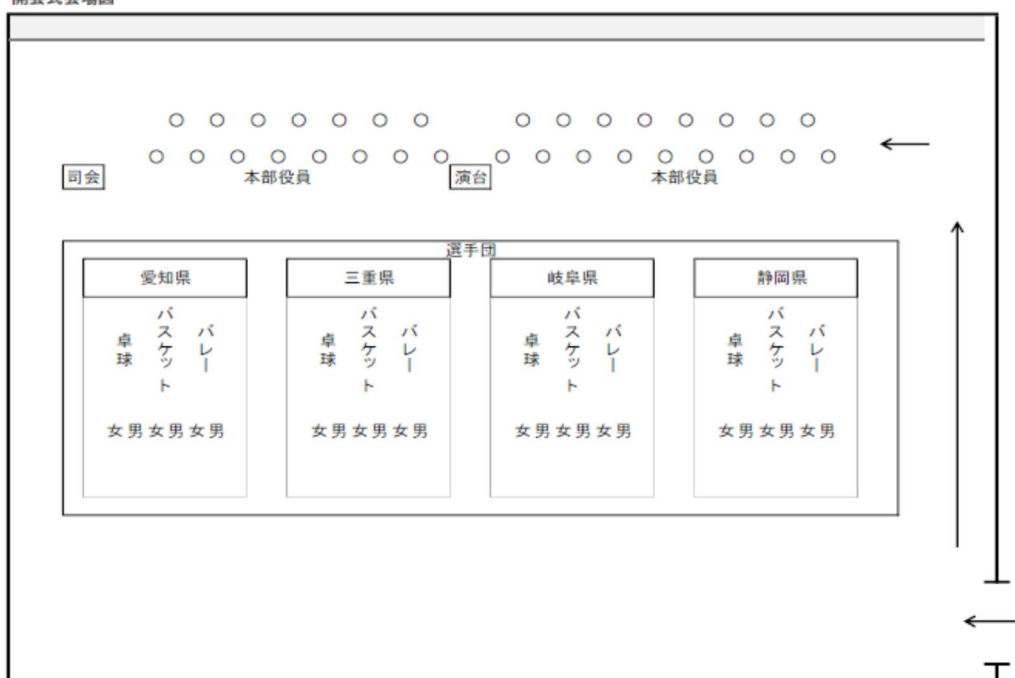 開会式会場図
司会
本部役員
演台
本部役員
選手団
愛知県
三重県
岐阜県
静岡県
卓球
バスケット
バレー
卓球
バスケット
バレー
卓球
バスケット
バレー
卓球
バスケット
バレー
女男女男女男
女男女男女男
女男女男女男
女男女男女男